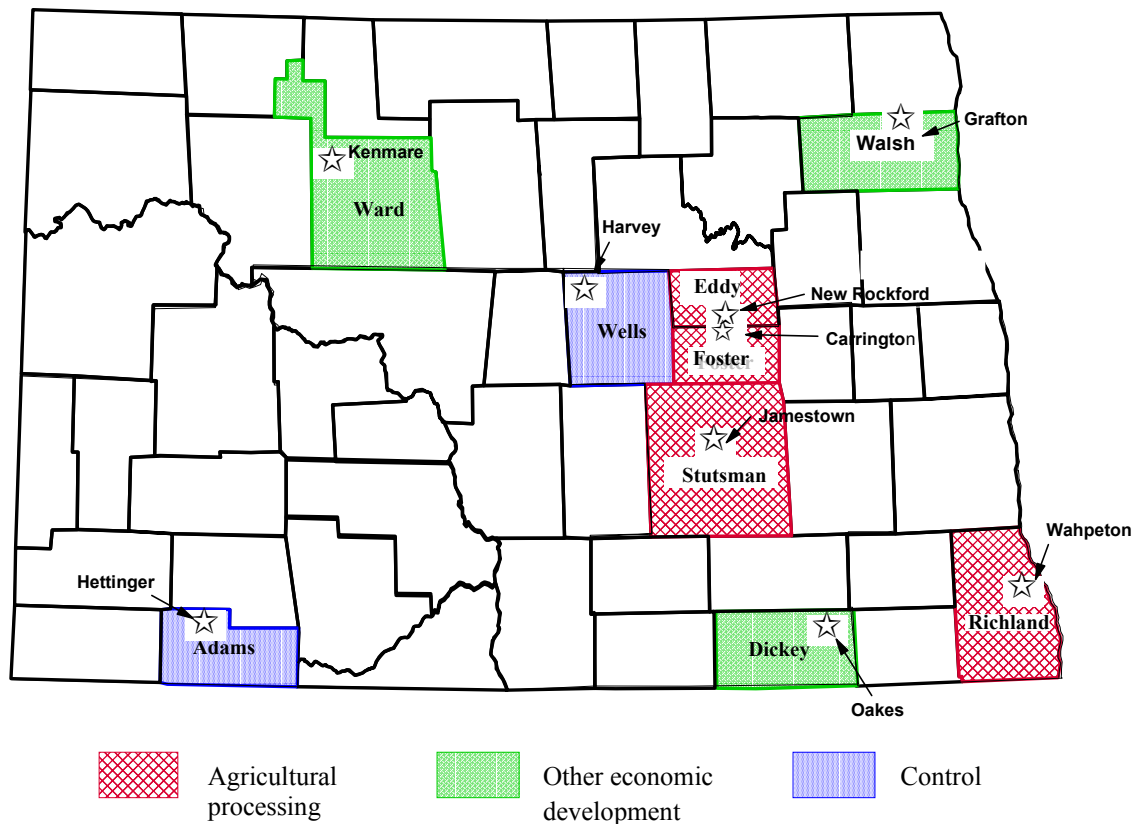 Grafton
Walsh
Kenmare
Ward
Harvey
Eddy
New Rockford
Wells
Carrington
Foster
Foster
Jamestown
Stutsman
Wahpeton
Hettinger
Richland
Adams
Dickey
Oakes
Agricultural
processing
Other economic
development
Control